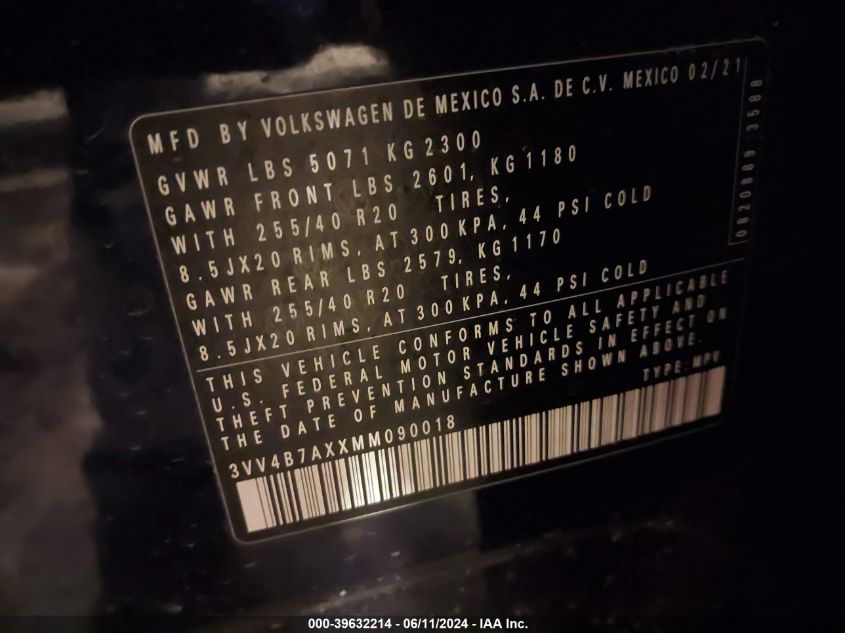 MFD BY VOLKSWAGEN DE MEXICO S.A. DE C.V. MEXICO 02/21
GVWR LBS 5071 KG 2300
GAWR FRONT LBS 2601, KG 1180
WITH 255/40 R20 TIRES,
8.5JX20 RIMS, AT 300 KPA, 44 PSI COLD
GAWR REAR LBS 2579, KG 1170
WITH 255/40 R20 TIRES,
8.5JX20 RIMS, AT 300 KPA, 44 PSI COLD
THIS VEHICLE CONFORMS TO ALL APPLICABLE
U.S. FEDERAL MOTOR VEHICLE SAFETY AND
THEFT PREVENTION STANDARDS IN EFFECT ON
THE DATE OF MANUFACTURE SHOWN ABOVE.
TYPE: MPV
3VV4B7AXXMM090018
0820889 3588
000-39632214 - 06/11/2024 - IAA Inc.